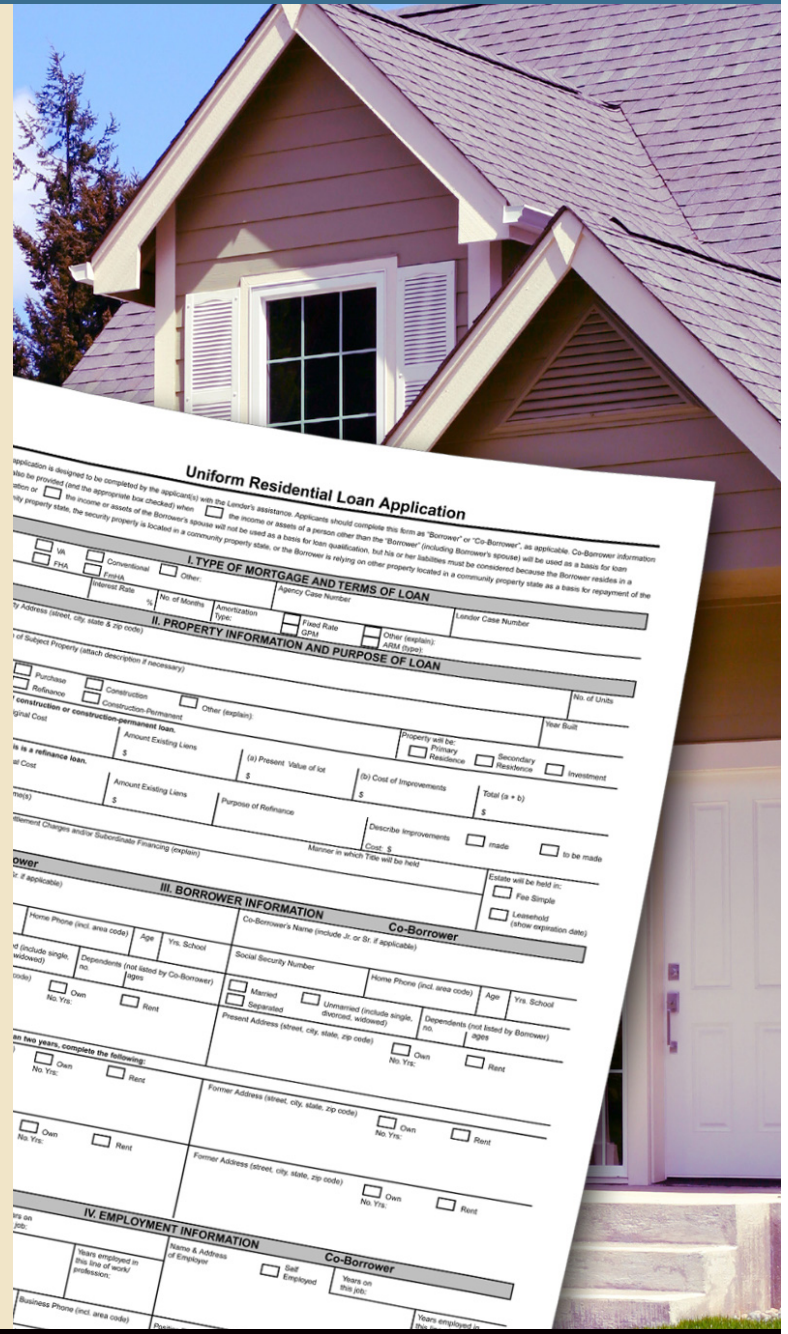 Uniform Residential Loan Application
application is designed to be completed by the applicant(s) with the Lender's assistance. Applicants should complete this form as "Borrower" or "Co-Borrower", as applicable. Co-Borrower information
also be provided (and the appropriate box checked) when the income or assets of a person other than the "Borrower" (including Borrower's spouse) will be used as a basis for loan
or the income or assets of the Borrower's spouse will not be used as a basis for loan qualification, but his or her liabilities must be considered because the Borrower resides in a
property state, the security property is located in a community property state, or the Borrower is relying on other property located in a community property state as a basis for repayment of the
I. TYPE OF MORTGAGE AND TERMS OF LOAN
VA Conventional Other: Agency Case Number Lender Case Number
FHA FmHA
Interest Rate % No. of Months Amortization Type: Fixed Rate Other (explain):
GPM ARM (type):
II. PROPERTY INFORMATION AND PURPOSE OF LOAN
Address (street, city, state & zip code) No. of Units
of Subject Property (attach description if necessary) Year Built
Purchase Construction Other (explain): Property will be:
Refinance Construction-Permanent Primary Residence Secondary Residence Investment
construction or construction-permanent loan.
Cost Amount Existing Liens $ (a) Present Value of lot $ (b) Cost of Improvements $ Total (a + b) $
is a refinance loan.
Cost Amount Existing Liens $ Purpose of Refinance Describe Improvements made to be made
Cost: $
Manner in which Title will be held Estate will be held in:
Charges and/or Subordinate Financing (explain) Fee Simple
Leasehold
(show expiration date)
III. BORROWER INFORMATION Co-Borrower
if applicable) Co-Borrower's Name (include Jr. or Sr. if applicable)
Home Phone (incl. area code) Age Yrs. School Social Security Number Home Phone (incl. area code) Age Yrs. School
(include single, widowed) Dependents (not listed by Co-Borrower) no. ages Married Unmarried (include single, divorced, widowed) Dependents (not listed by Borrower) no. ages
Separated
code) Own Rent Present Address (street, city, state, zip code) Own Rent
No. Yrs: No. Yrs:
two years, complete the following:
Own Rent Former Address (street, city, state, zip code) Own Rent
No. Yrs: No. Yrs:
Own Rent Former Address (street, city, state, zip code) Own Rent
No. Yrs: No. Yrs:
IV. EMPLOYMENT INFORMATION Co-Borrower
on job: Name & Address of Employer Self Employed Years on this job:
Years employed in this line of work/ profession: Years employed in
Business Phone (incl. area code)